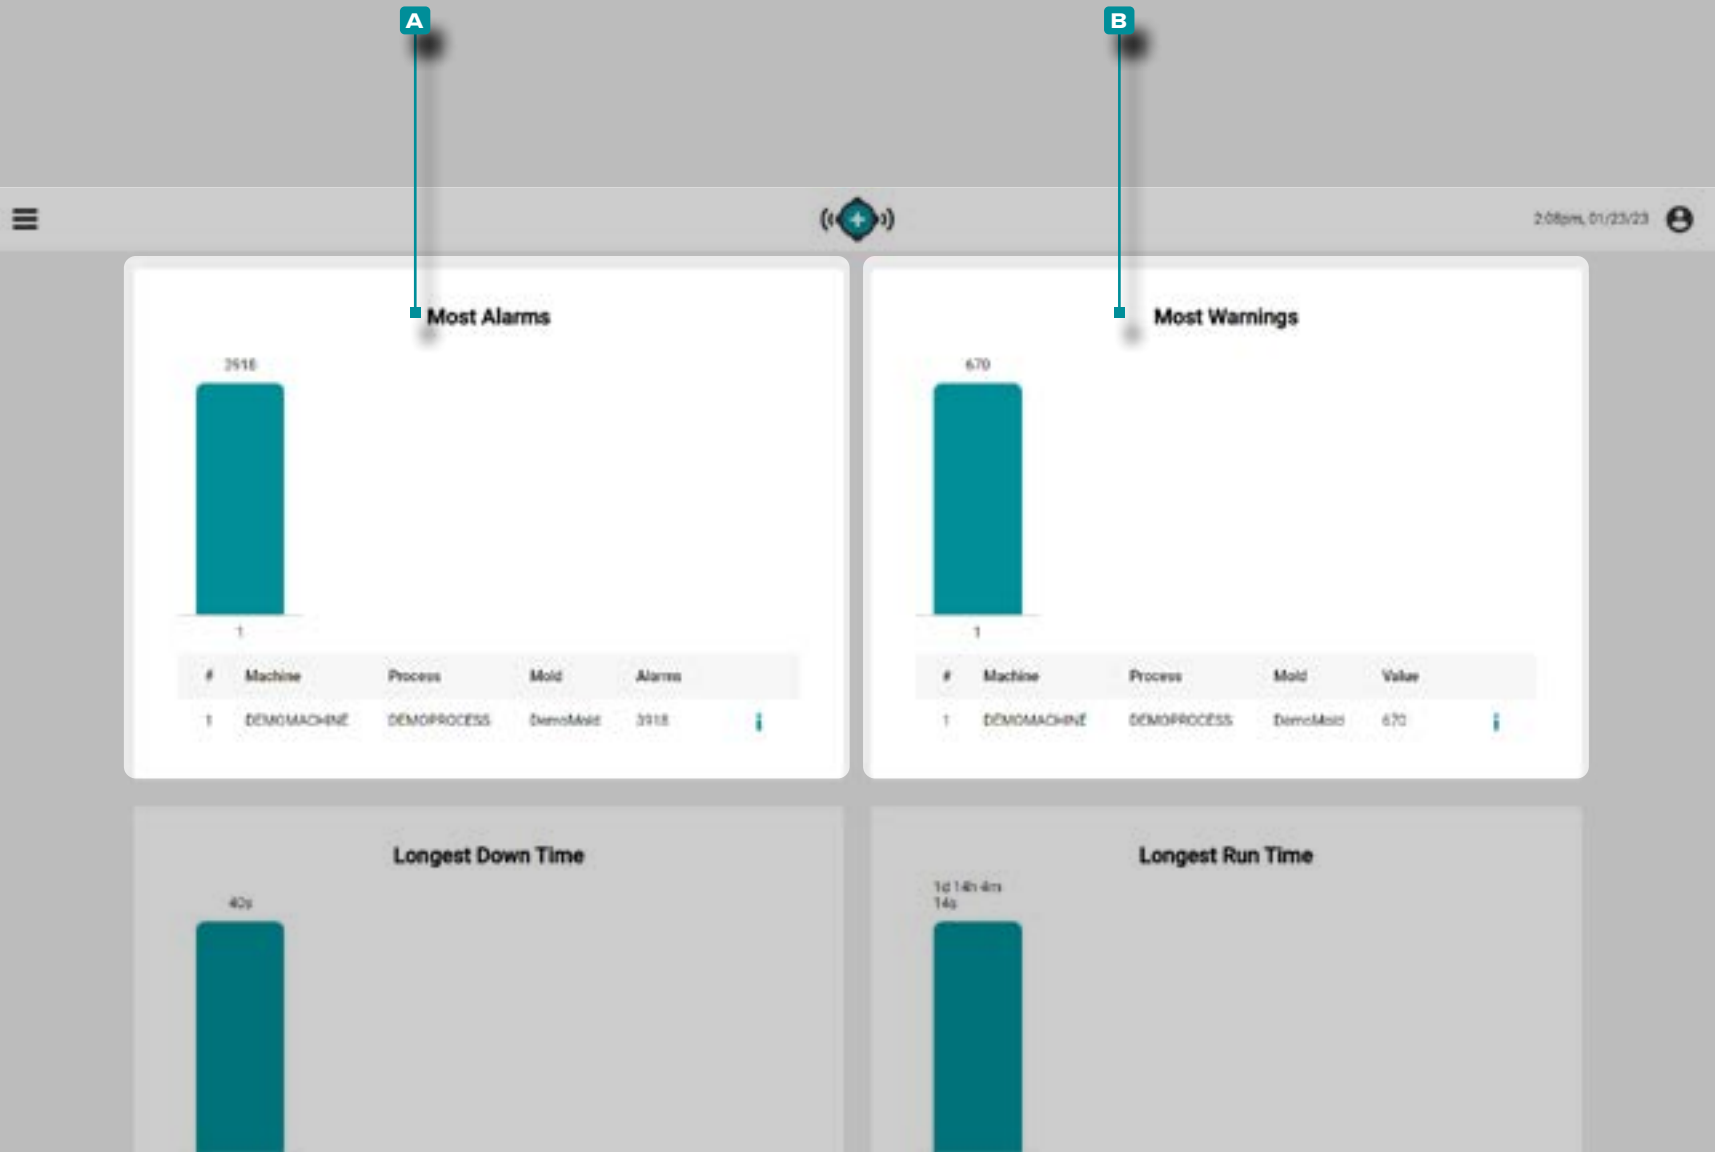 A
B
2:08pm, 01/23/23
Most Alarms
3918
1
# Machine Process Mold Alarms
1 DEMOMACHINE DEMOPROCESS DemoMold 3918
Most Warnings
670
1
# Machine Process Mold Value
1 DEMOMACHINE DEMOPROCESS DemoMold 670
Longest Down Time
40s
Longest Run Time
1d 14h 4m
14s